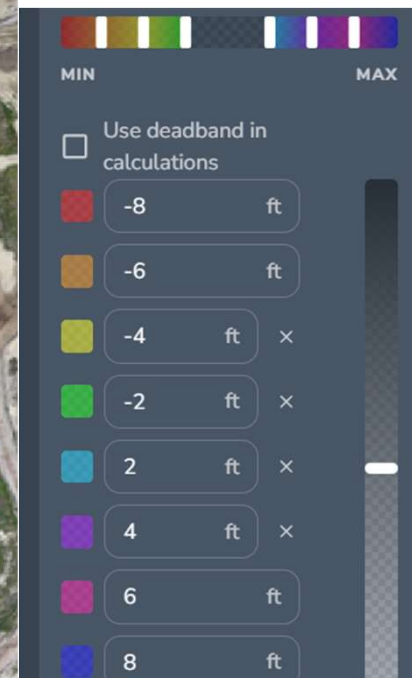 MIN MAX
Use deadband in
calculations
-8 ft
-6 ft
-4 ft ×
-2 ft ×
2 ft ×
4 ft ×
6 ft
8 ft